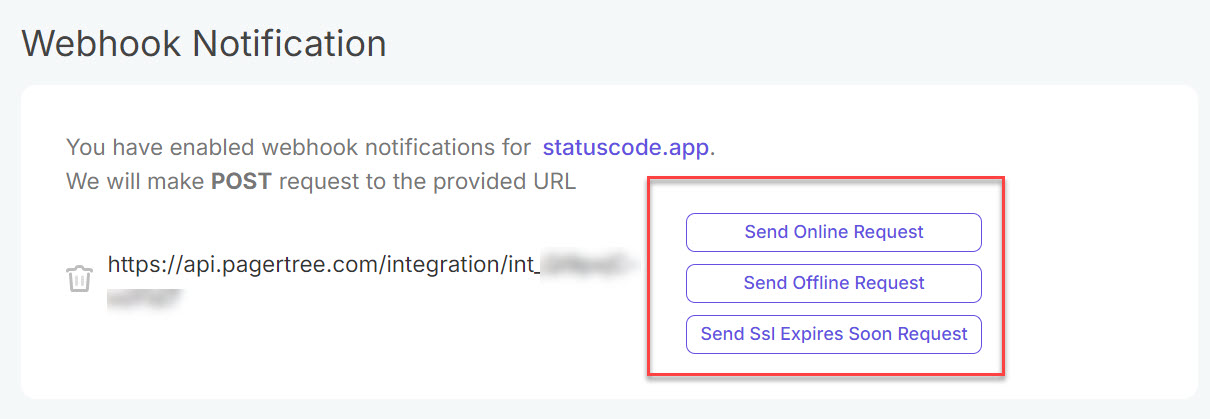 Webhook Notification
You have enabled webhook notifications for statuscode.app.
We will make POST request to the provided URL
Send Online Request
https://api.pagertree.com/integration/int_
Send Offline Request
Send Ssl Expires Soon Request